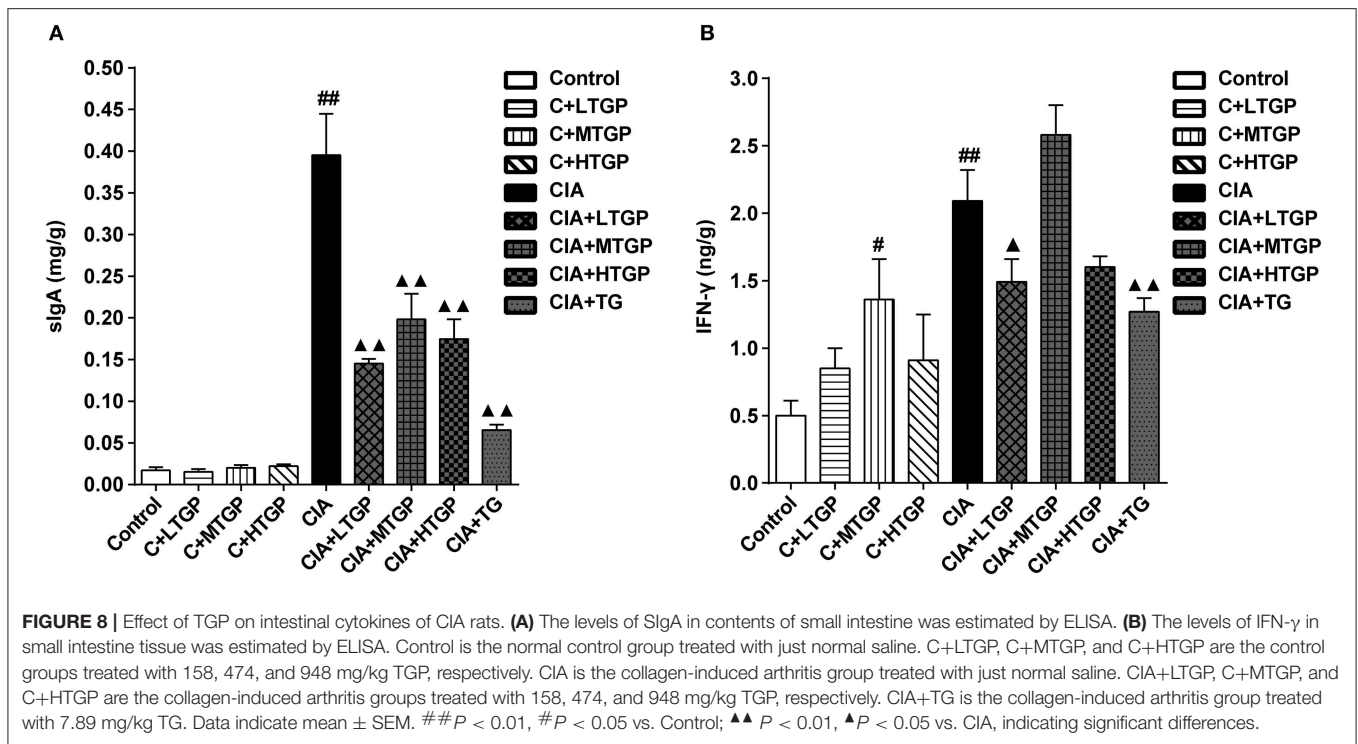 A
sIgA (mg/g)
0.50
0.45
0.40
0.35
0.30
0.25
0.20
0.15
0.10
0.05
0.00
##
▲▲
▲▲
▲▲
▲▲
Control
C+LTGP
C+MTGP
C+HTGP
CIA
CIA+LTGP
CIA+MTGP
CIA+HTGP
CIA+TG
Control
C+LTGP
C+MTGP
C+HTGP
CIA
CIA+LTGP
CIA+MTGP
CIA+HTGP
CIA+TG
B
IFN-γ (ng/g)
3.0
2.5
2.0
1.5
1.0
0.5
0.0
#
##
▲
▲▲
Control
C+LTGP
C+MTGP
C+HTGP
CIA
CIA+LTGP
CIA+MTGP
CIA+HTGP
CIA+TG
Control
C+LTGP
C+MTGP
C+HTGP
CIA
CIA+LTGP
CIA+MTGP
CIA+HTGP
CIA+TG
FIGURE 8 | Effect of TGP on intestinal cytokines of CIA rats. (A) The levels of SIgA in contents of small intestine was estimated by ELISA. (B) The levels of IFN-γ in
small intestine tissue was estimated by ELISA. Control is the normal control group treated with just normal saline. C+LTGP, C+MTGP, and C+HTGP are the control
groups treated with 158, 474, and 948 mg/kg TGP, respectively. CIA is the collagen-induced arthritis group treated with just normal saline. CIA+LTGP, C+MTGP, and
C+HTGP are the collagen-induced arthritis groups treated with 158, 474, and 948 mg/kg TGP, respectively. CIA+TG is the collagen-induced arthritis group treated
with 7.89 mg/kg TG. Data indicate mean ± SEM. ##P < 0.01, #P < 0.05 vs. Control; ▲▲ P < 0.01, ▲P < 0.05 vs. CIA, indicating significant differences.